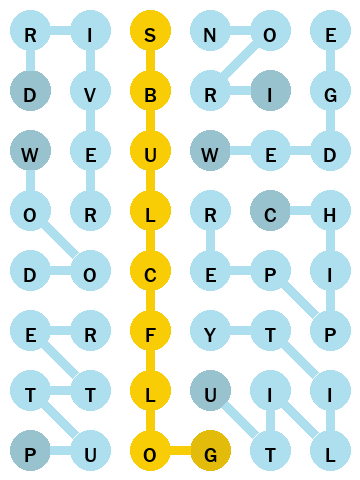 R I S N O E
D V B R I G
W E U W E D
O R L R C H
D O C E P I
E R F Y T P
T T L U I I
P U O G T L